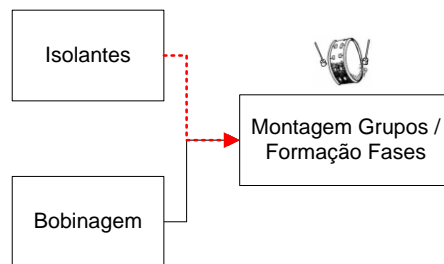 Isolantes
Montagem Grupos /
Formação Fases
Bobinagem